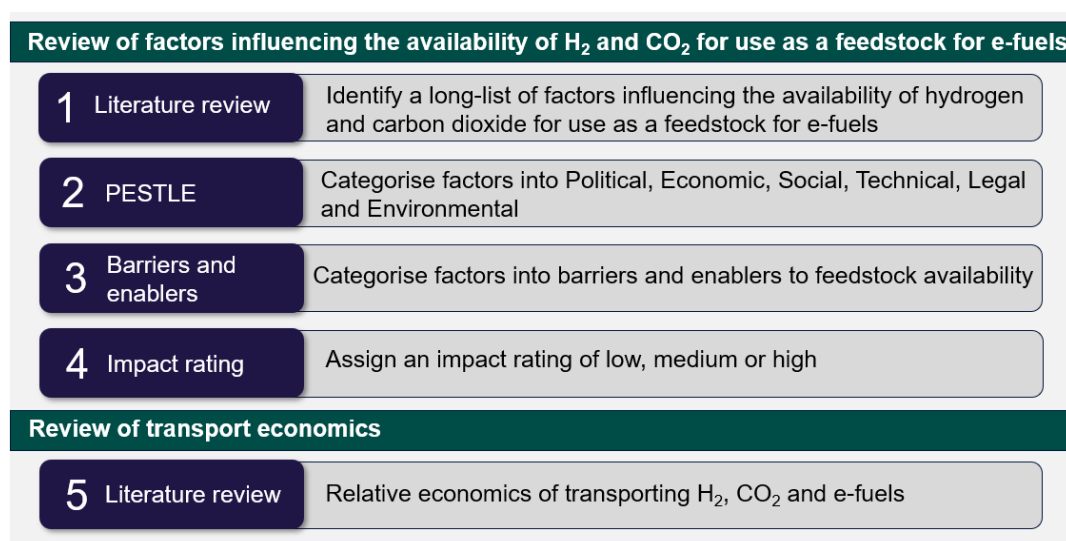 Review of factors influencing the availability of H₂ and CO₂ for use as a feedstock for e-fuels
1 Literature review
Identify a long-list of factors influencing the availability of hydrogen
and carbon dioxide for use as a feedstock for e-fuels
2 PESTLE
Categorise factors into Political, Economic, Social, Technical, Legal
and Environmental
3 Barriers and
enablers
Categorise factors into barriers and enablers to feedstock availability
4 Impact rating
Assign an impact rating of low, medium or high
Review of transport economics
5 Literature review
Relative economics of transporting H₂, CO₂ and e-fuels